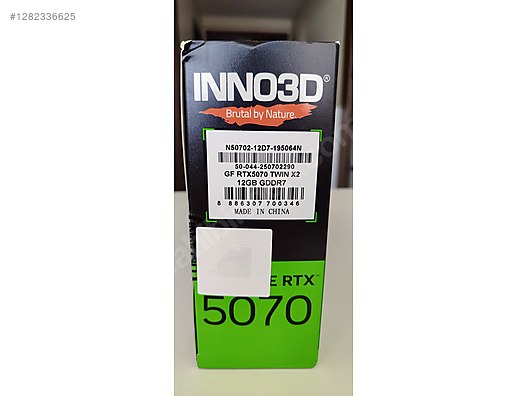 #1282336625
INNO3D®
Brutal by Nature.
N50702-12D7-195064N
50-044-250702290
GF RTX5070 TWIN X2
12GB GDDR7
8 886307 700346
MADE IN CHINA
E RTX™
5070